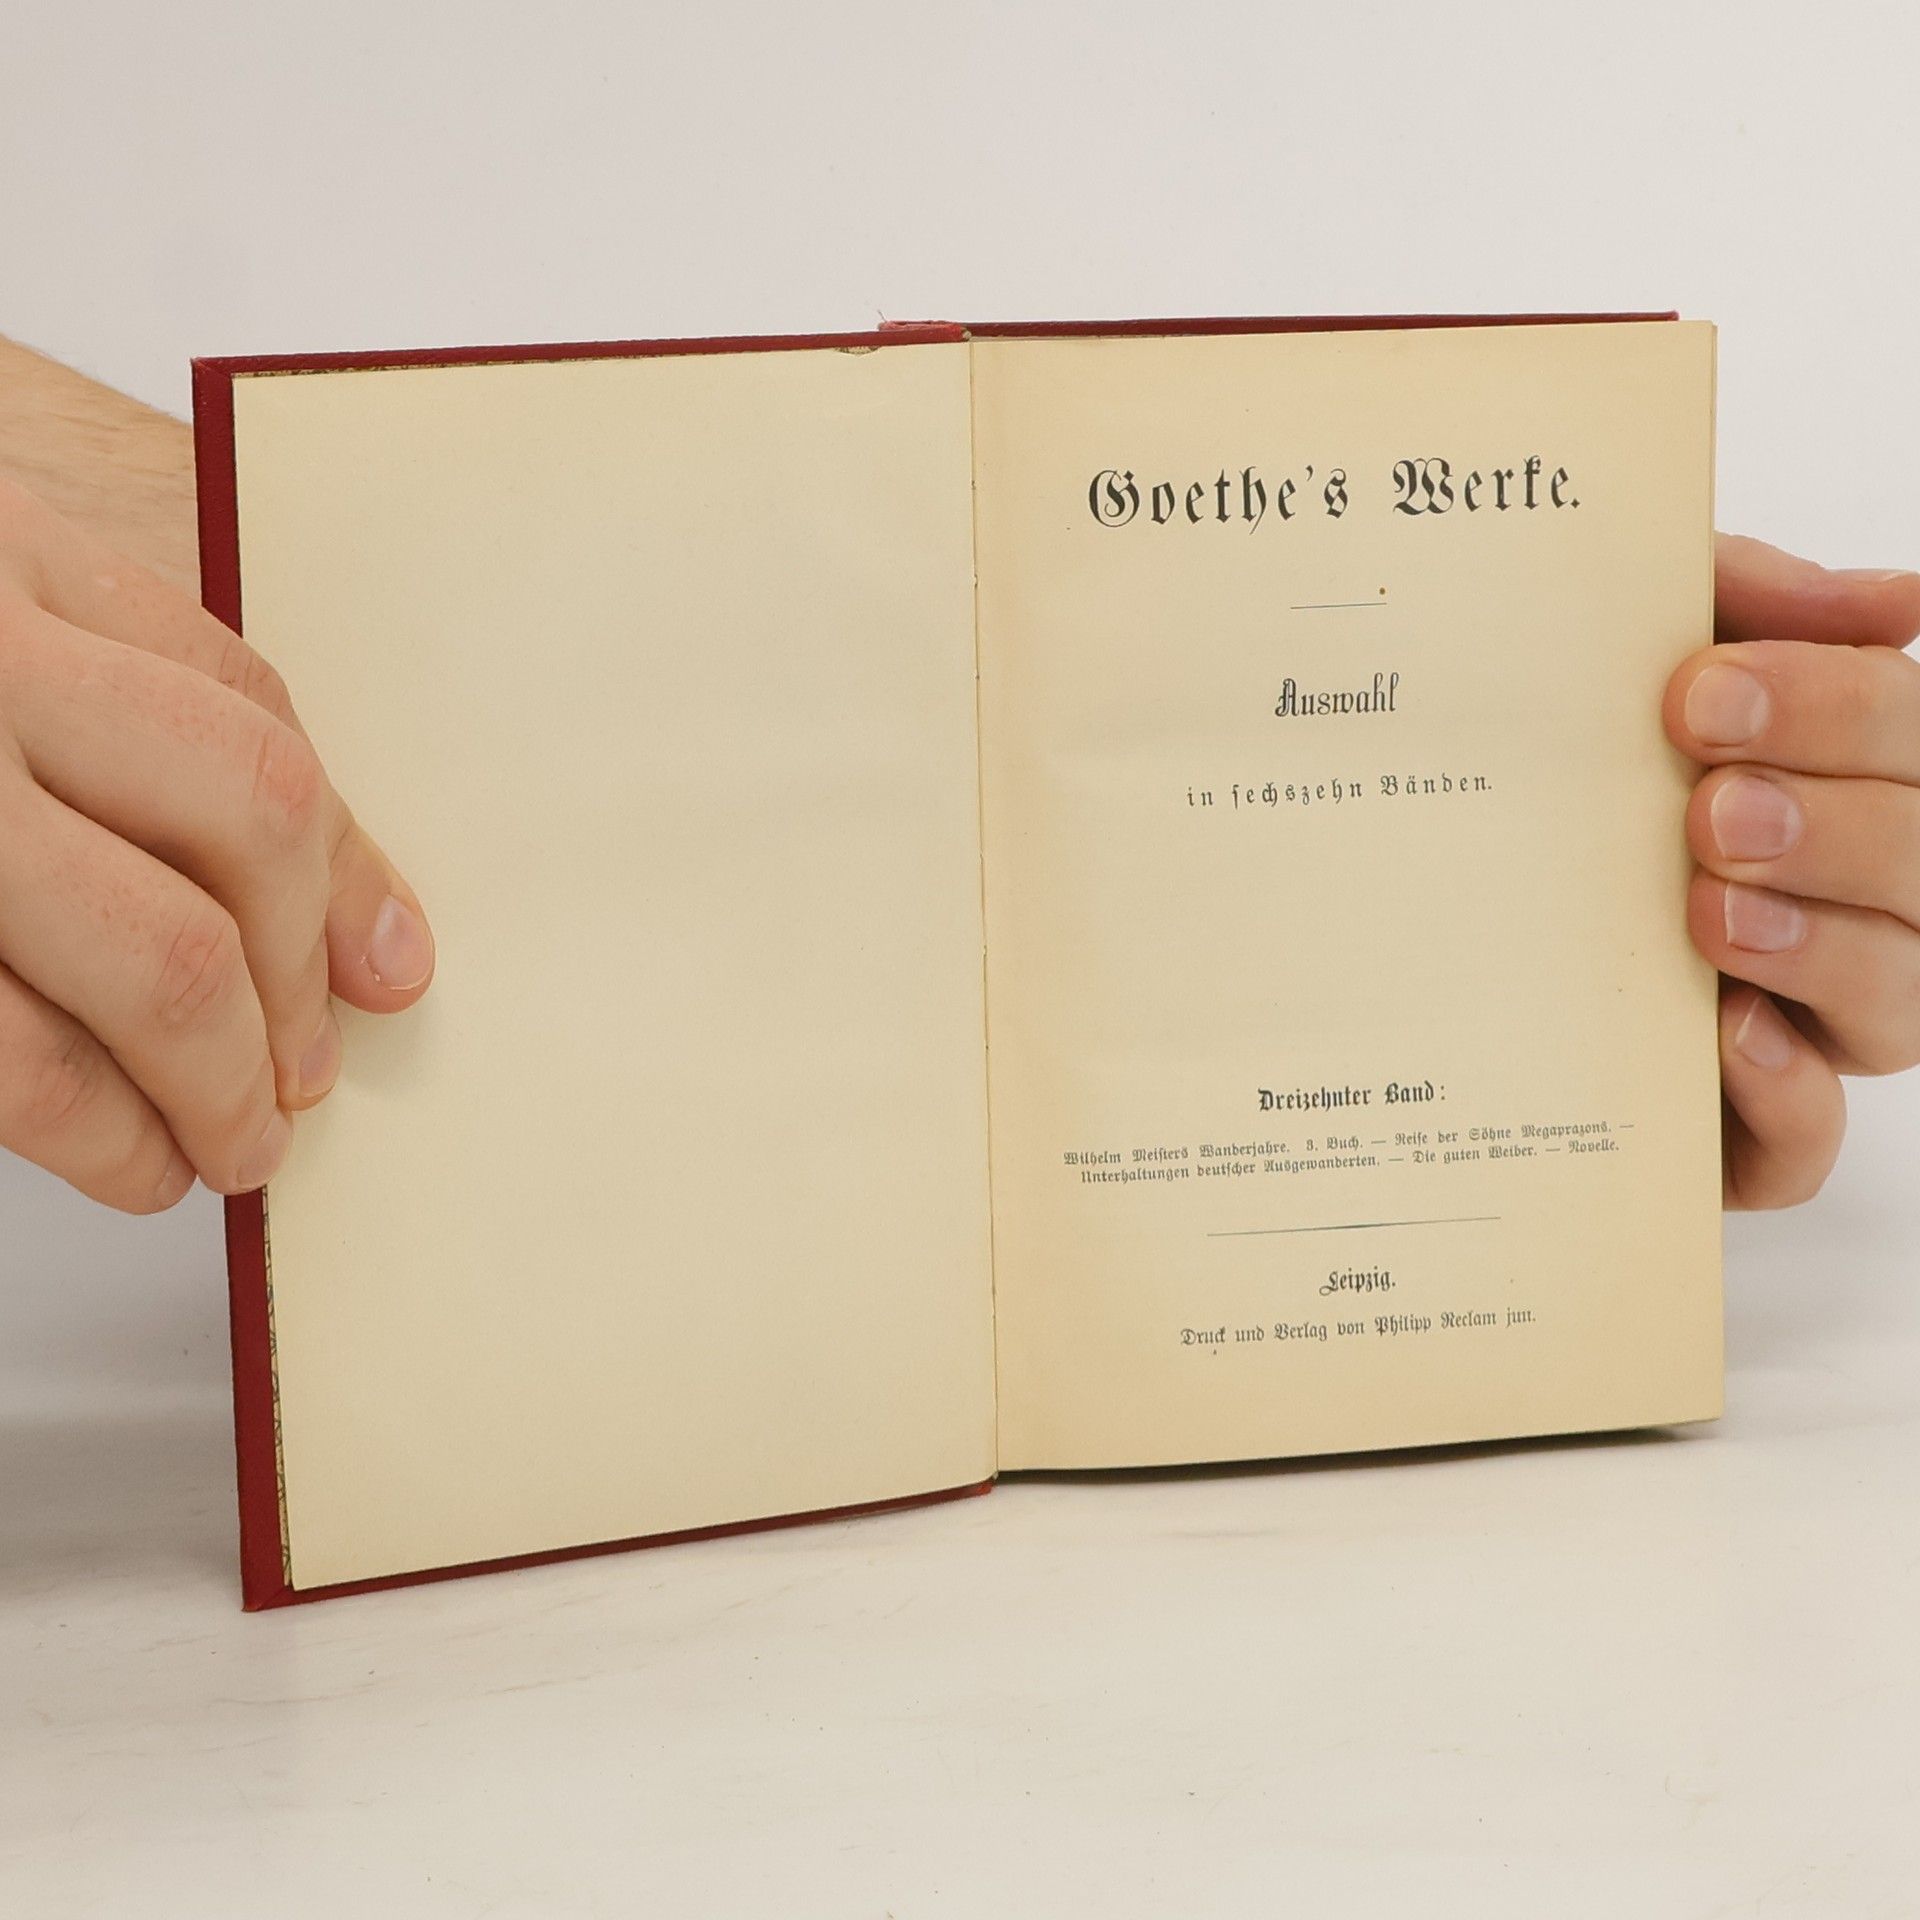 Goethe's Werke.
Auswahl
in sechszehn Bänden.
Dreizehnter Band:
Wilhelm Meisters Wanderjahre. 3. Buch. — Reise der Söhne Megaprazons. —
Unterhaltungen deutscher Ausgewanderten. — Die guten Weiber. — Novelle.
Leipzig.
Druck und Verlag von Philipp Reclam jun.